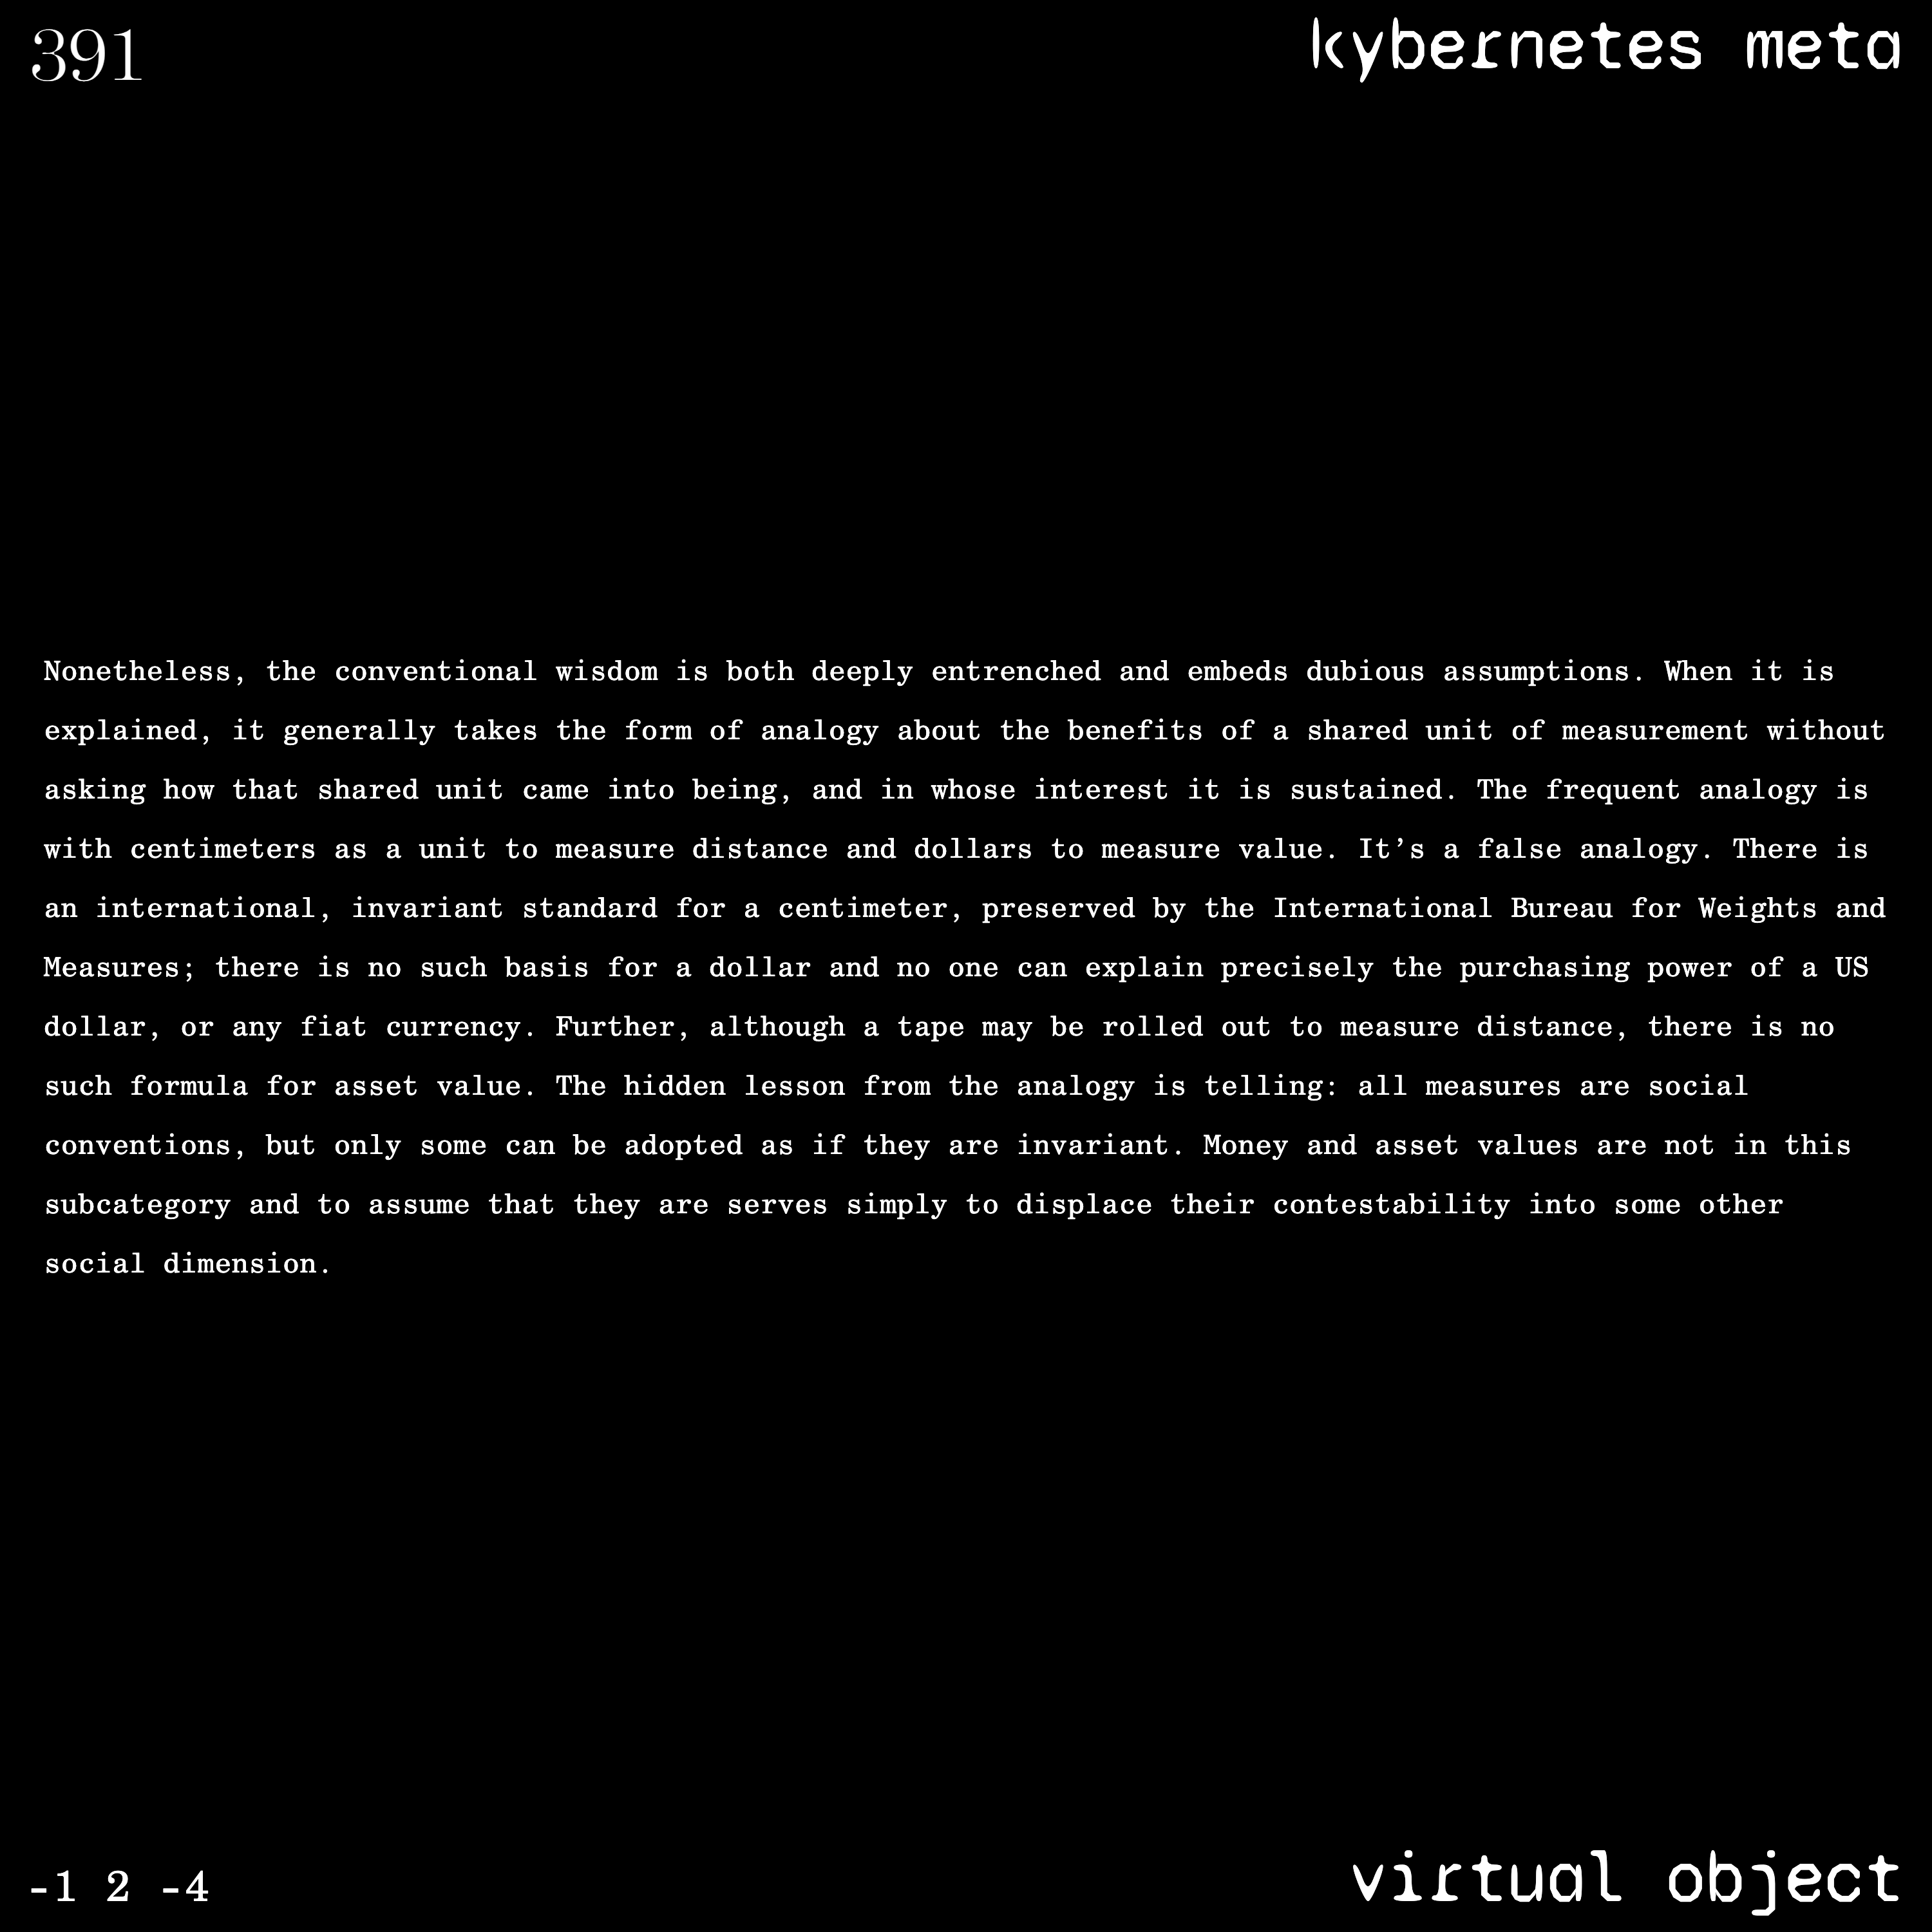 391
kybernetes meta
Nonetheless, the conventional wisdom is both deeply entrenched and embeds dubious assumptions. When it is
explained, it generally takes the form of analogy about the benefits of a shared unit of measurement without
asking how that shared unit came into being, and in whose interest it is sustained. The frequent analogy is
with centimeters as a unit to measure distance and dollars to measure value. It’s a false analogy. There is
an international, invariant standard for a centimeter, preserved by the International Bureau for Weights and
Measures; there is no such basis for a dollar and no one can explain precisely the purchasing power of a US
dollar, or any fiat currency. Further, although a tape may be rolled out to measure distance, there is no
such formula for asset value. The hidden lesson from the analogy is telling: all measures are social
conventions, but only some can be adopted as if they are invariant. Money and asset values are not in this
subcategory and to assume that they are serves simply to displace their contestability into some other
social dimension.
-1 2 -4
virtual object